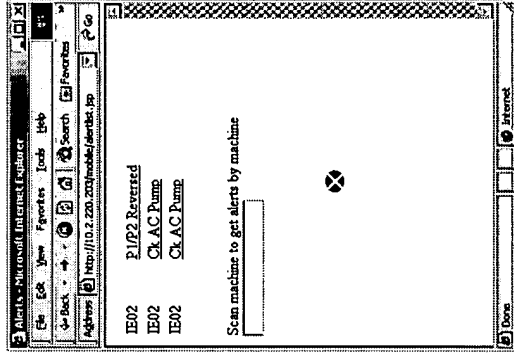 Alerts - Microsoft Internet Explorer
File Edit View Favorites Tools Help
Back Search Favorites
Address http://10.2.220.203/mobile/alertlist.jsp Go
IE02 P1/P2 Reversed
IE02 Ck AC Pump
IE02 Ck AC Pump
Scan machine to get alerts by machine
Done Internet